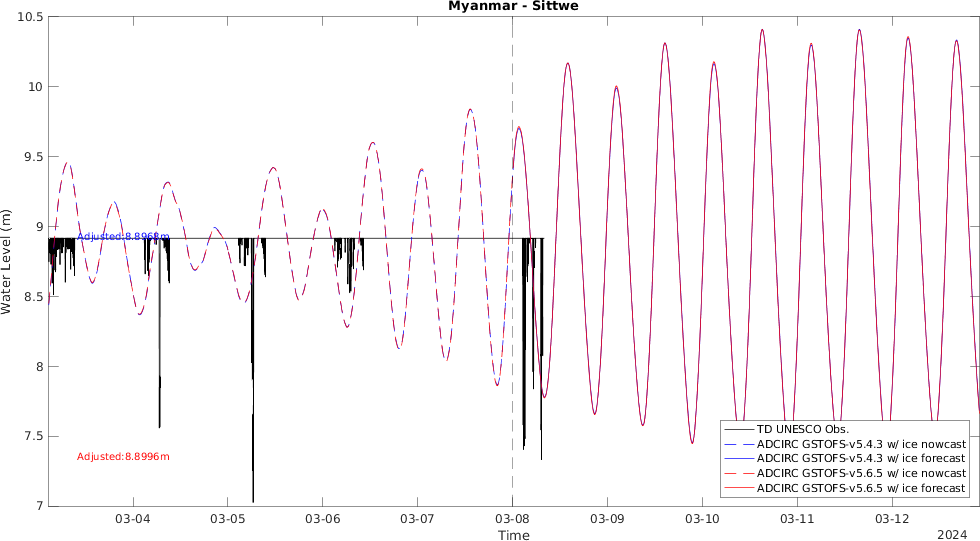 Myanmar - Sittwe
10.5
10
9.5
9
8.5
8
7.5
7
Water Level (m)
Adjusted:8.8968m
Adjusted:8.8996m
TD UNESCO Obs.
ADCIRC GSTOFS-v5.4.3 w/ ice nowcast
ADCIRC GSTOFS-v5.4.3 w/ ice forecast
ADCIRC GSTOFS-v5.6.5 w/ ice nowcast
ADCIRC GSTOFS-v5.6.5 w/ ice forecast
03-04 03-05 03-06 03-07 03-08 03-09 03-10 03-11 03-12
Time
2024